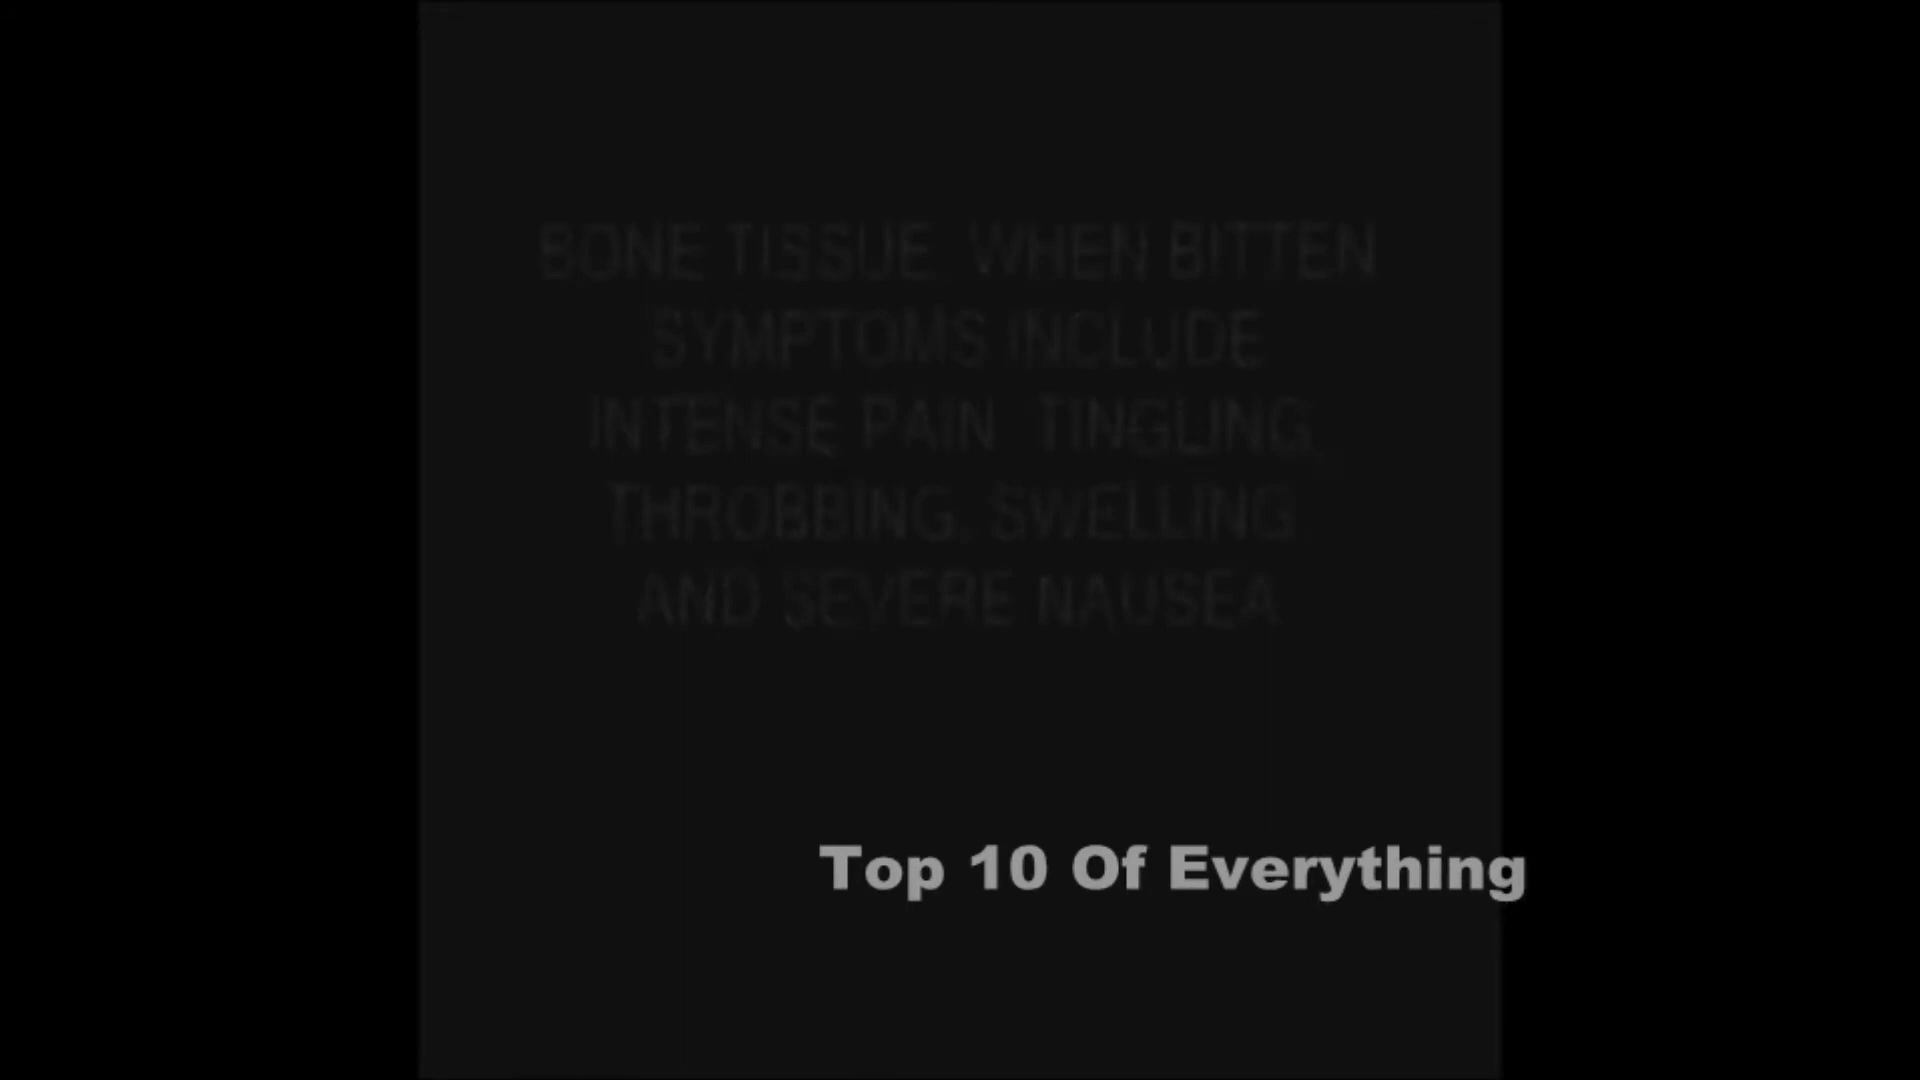 BONE TISSUE. WHEN BITTEN
SYMPTOMS INCLUDE
INTENSE PAIN, TINGLING,
THROBBING, SWELLING
AND SEVERE NAUSEA
Top 10 Of Everything